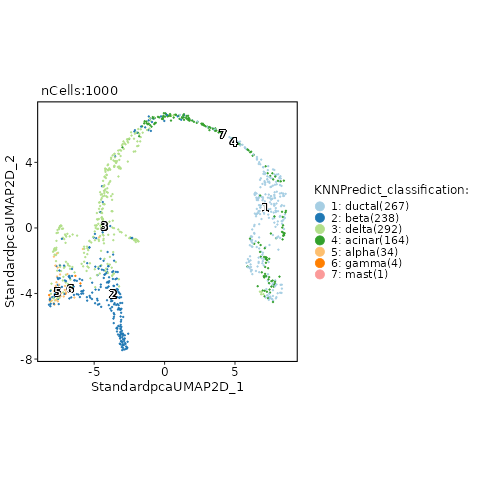 nCells:1000
StandardpcaUMAP2D_2
4
0
-4
-8
7
4
1
3
5
6
2
-5
0
5
StandardpcaUMAP2D_1
KNNPredict_classification:
1: ductal(267)
2: beta(238)
3: delta(292)
4: acinar(164)
5: alpha(34)
6: gamma(4)
7: mast(1)